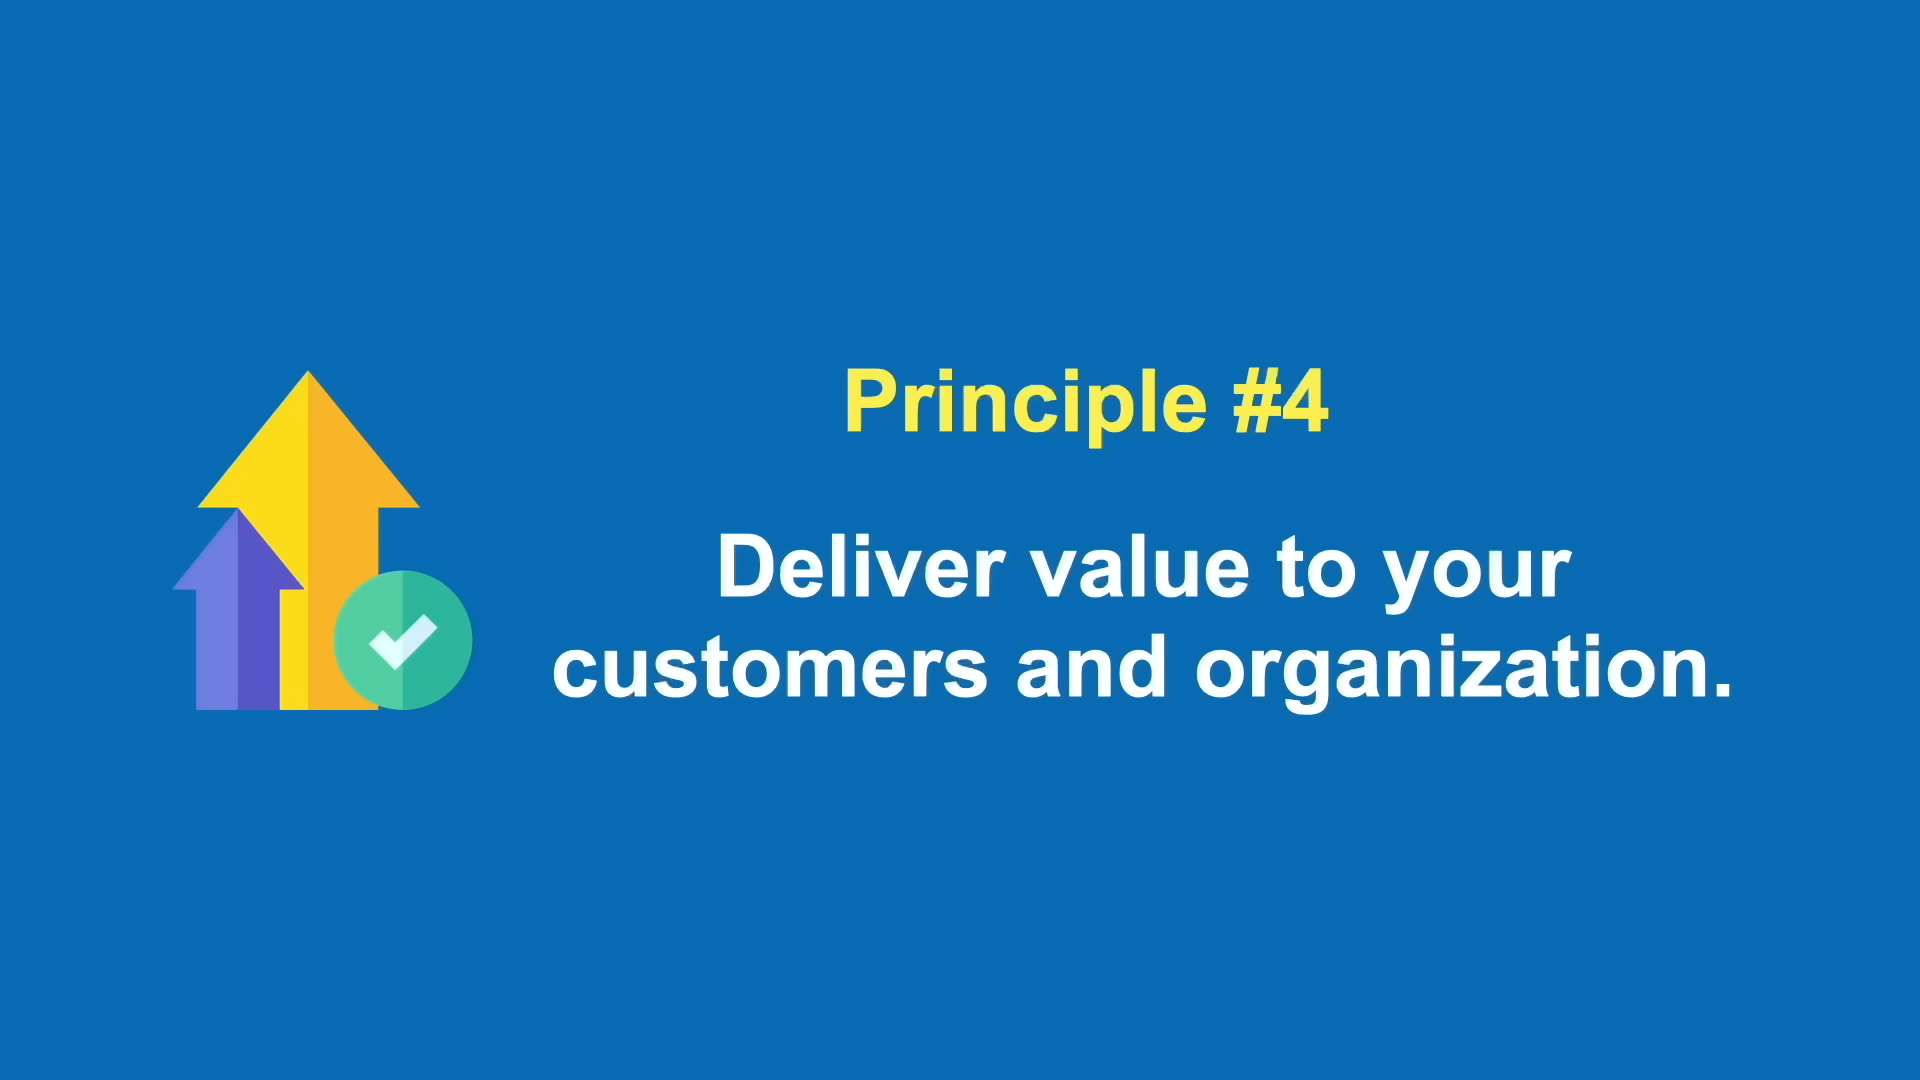 Principle #4
Deliver value to your
customers and organization.